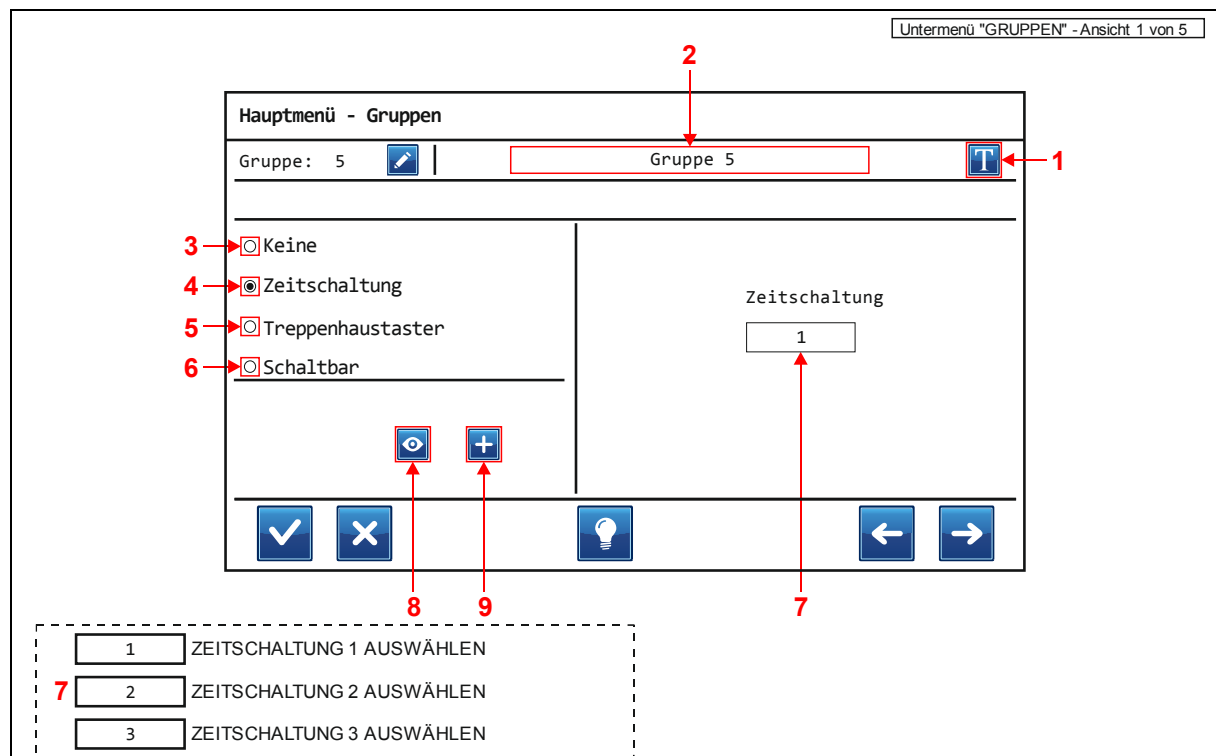 Untermenü "GRUPPEN" - Ansicht 1 von 5
2
Hauptmenü - Gruppen
Gruppe: 5
Gruppe 5
T
1
3
Keine
4
Zeitschaltung
5
Treppenhaustaster
6
Schaltbar
Zeitschaltung
1
8
9
7
1 ZEITSCHALTUNG 1 AUSWÄHLEN
7
2 ZEITSCHALTUNG 2 AUSWÄHLEN
3 ZEITSCHALTUNG 3 AUSWÄHLEN